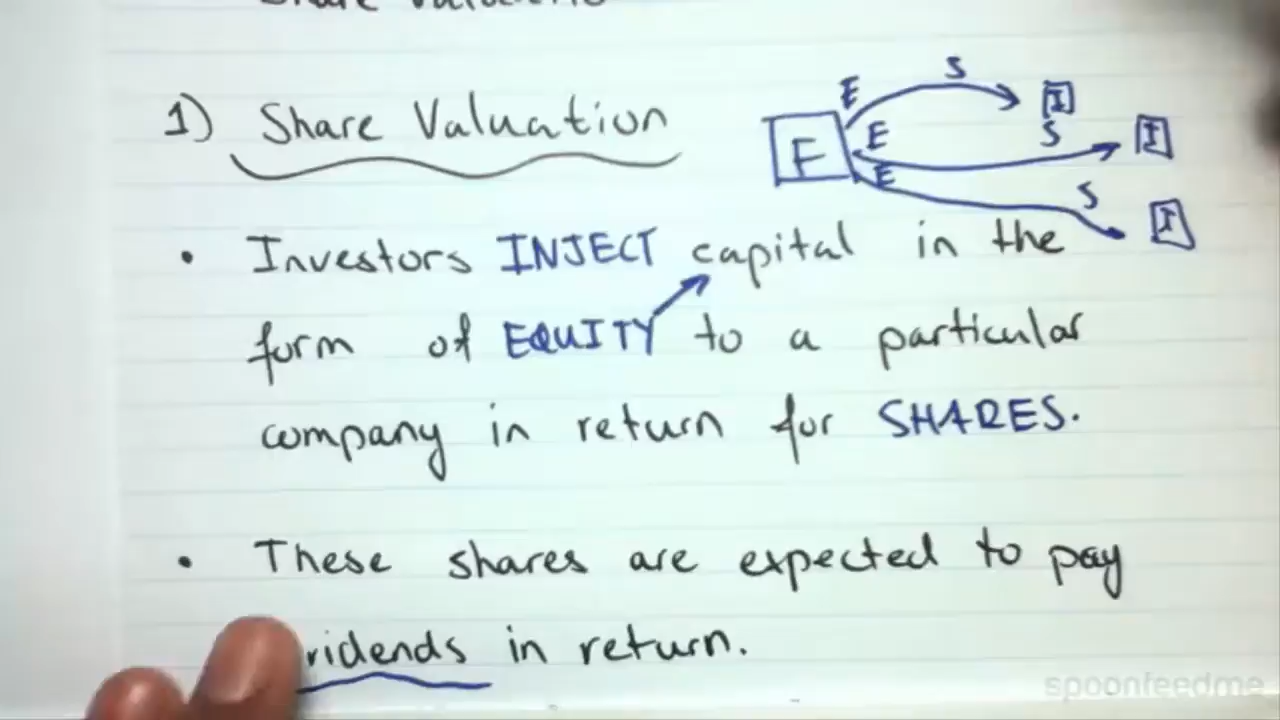 1) Share Valuation
E S I
F E S I
E S I
• Investors INJECT capital in the
form of EQUITY to a particular
company in return for SHARES.
• These shares are expected to pay
ridends in return.
spoonfeedme